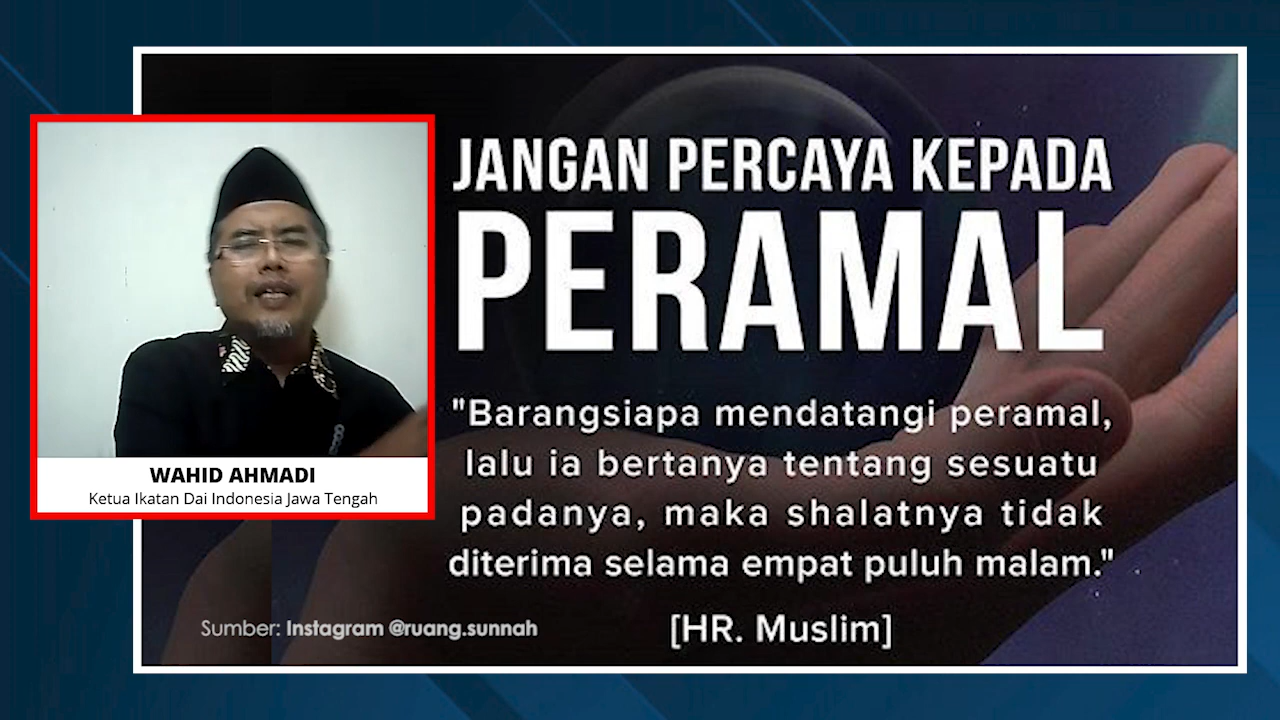 JANGAN PERCAYA KEPADA
PERAMAL
"Barangsiapa mendatangi peramal,
lalu ia bertanya tentang sesuatu
padanya, maka shalatnya tidak
diterima selama empat puluh malam."
[HR. Muslim]
Sumber: Instagram @ruang.sunnah
WAHID AHMADI
Ketua Ikatan Dai Indonesia Jawa Tengah